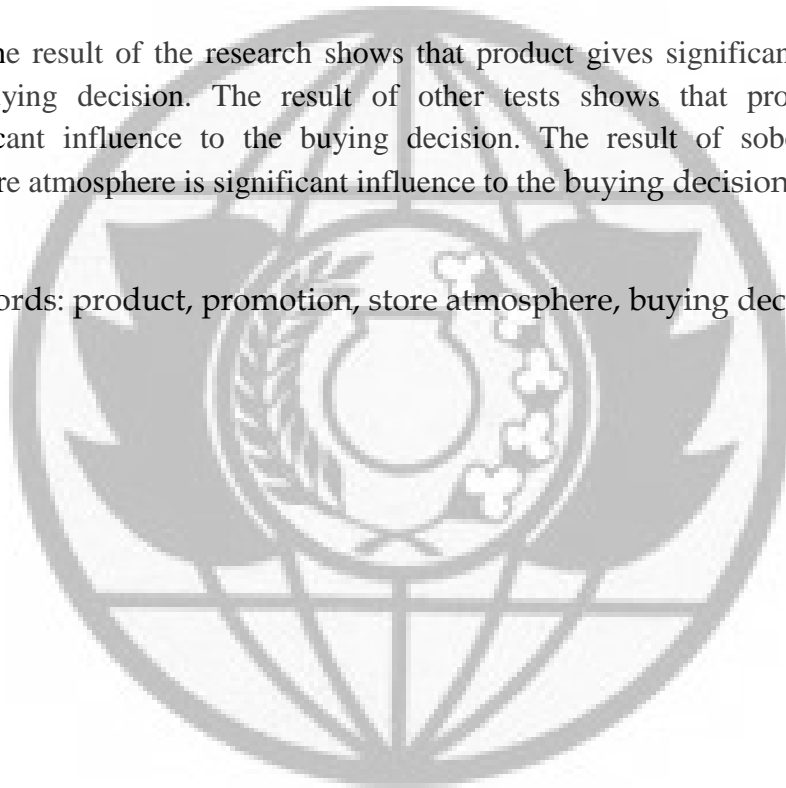 ne result of the research shows that product gives significan
ying decision. The result of other tests shows that pro
cant influence to the buying decision. The result of sob
re atmosphere is significant influence to the buying decision
ords: product, promotion, store atmosphere, buying dec